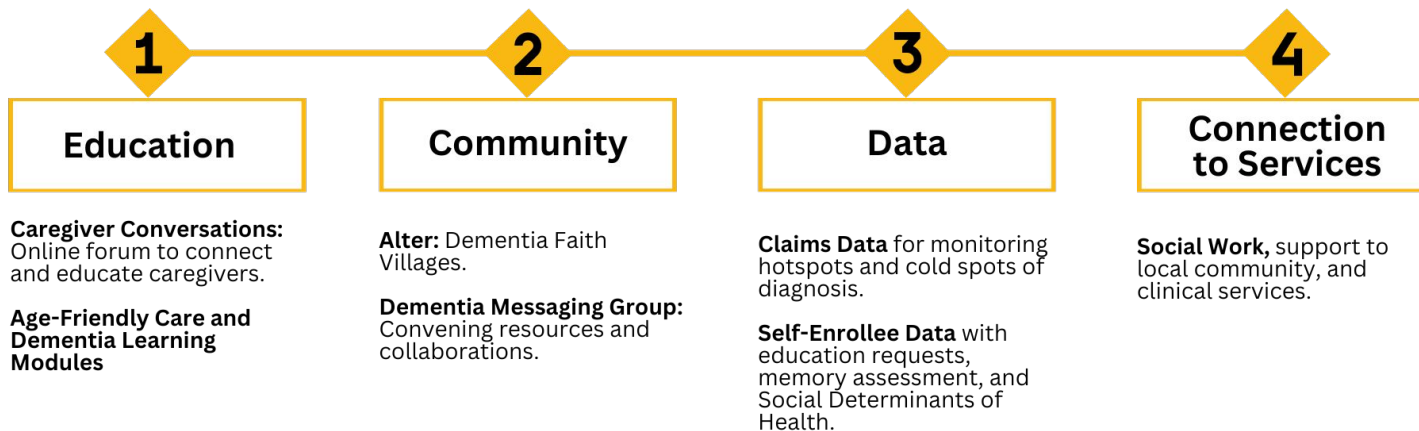 1
Education
Caregiver Conversations:
Online forum to connect
and educate caregivers.
Age-Friendly Care and
Dementia Learning
Modules
2
Community
Alter: Dementia Faith
Villages.
Dementia Messaging Group:
Convening resources and
collaborations.
3
Data
Claims Data for monitoring
hotspots and cold spots of
diagnosis.
Self-Enrollee Data with
education requests,
memory assessment, and
Social Determinants of
Health.
4
Connection
to Services
Social Work, support to
local community, and
clinical services.